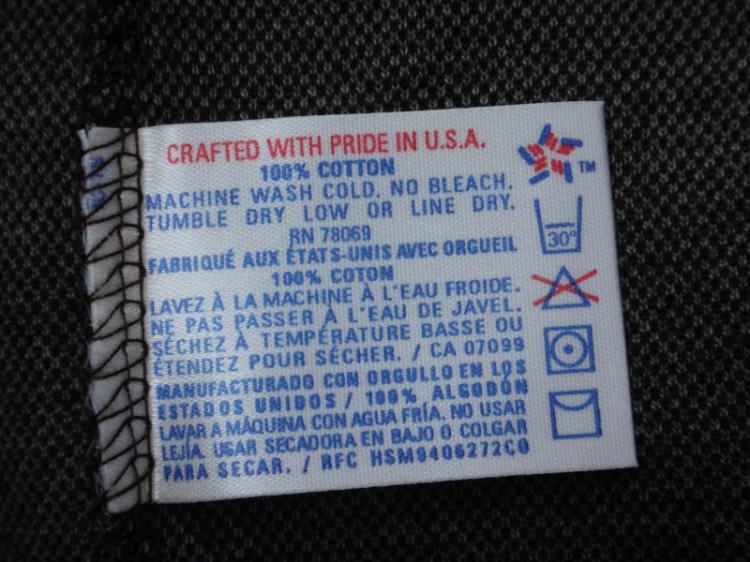 CRAFTED WITH PRIDE IN U.S.A.
100% COTTON
MACHINE WASH COLD. NO BLEACH.
TUMBLE DRY LOW OR LINE DRY.
RN 78069
FABRIQUÉ AUX ÉTATS-UNIS AVEC ORGUEIL
100% COTON
LAVEZ À LA MACHINE À L'EAU FROIDE.
NE PAS PASSER À L'EAU DE JAVEL.
SÉCHEZ À TEMPÉRATURE BASSE OU
ÉTENDEZ POUR SÉCHER. / CA 07099
MANUFACTURADO CON ORGULLO EN LOS
ESTADOS UNIDOS / 100% ALGODÓN
LAVAR A MÁQUINA CON AGUA FRÍA. NO USAR
LEJÍA. USAR SECADORA EN BAJO O COLGAR
PARA SECAR. / RFC HSM9406272C0
TM
30°